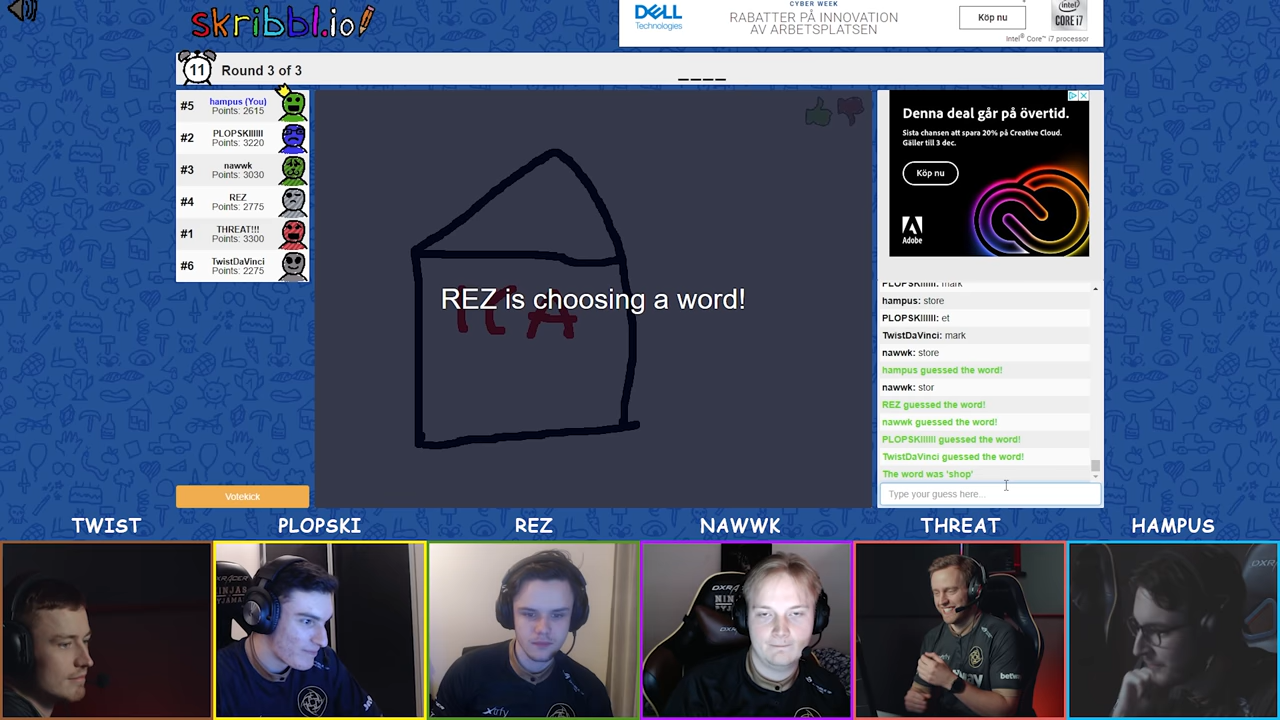 skribbl.io
DELL
Technologies
CYBER WEEK
RABATTER PÅ INNOVATION
AV ARBETSPLATSEN
Köp nu
intel
CORE i7
Intel® Core™ i7 processor
11
Round 3 of 3
____
#5 hampus (You)
Points: 2615
#2 PLOPSKIIIIII
Points: 3220
#3 nawwk
Points: 3030
#4 REZ
Points: 2775
#1 THREAT!!!
Points: 3300
#6 TwistDaVinci
Points: 2275
Votekick
REZ is choosing a word!
ICA
Denna deal går på övertid.
Sista chansen att spara 20% på Creative Cloud.
Gäller till 3 dec.
Köp nu
Adobe
PLOPSKIIIIII: mark
hampus: store
PLOPSKIIIIII: et
TwistDaVinci: mark
nawwk: store
hampus guessed the word!
nawwk: stor
REZ guessed the word!
nawwk guessed the word!
PLOPSKIIIIII guessed the word!
TwistDaVinci guessed the word!
The word was 'shop'
Type your guess here...
TWIST
PLOPSKI
REZ
NAWWK
THREAT
HAMPUS
xtrfy